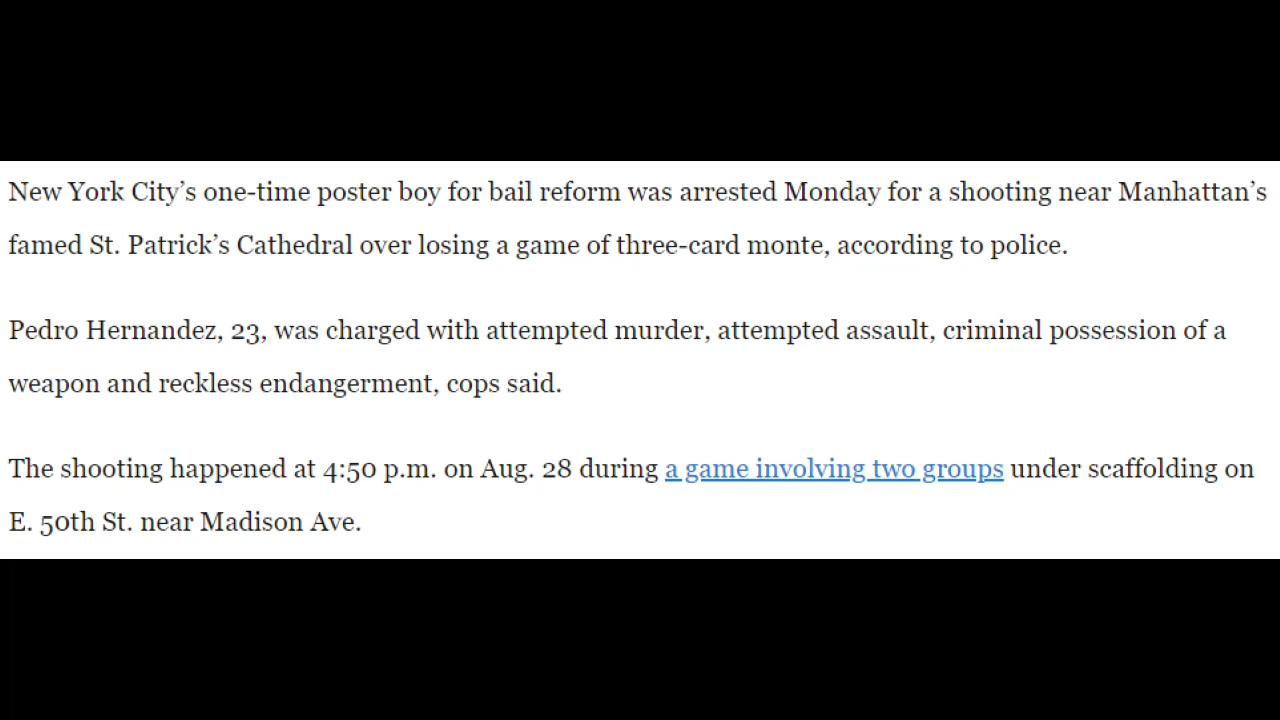 New York City’s one-time poster boy for bail reform was arrested Monday for a shooting near Manhattan’s
famed St. Patrick’s Cathedral over losing a game of three-card monte, according to police.
Pedro Hernandez, 23, was charged with attempted murder, attempted assault, criminal possession of a
weapon and reckless endangerment, cops said.
The shooting happened at 4:50 p.m. on Aug. 28 during a game involving two groups under scaffolding on
E. 50th St. near Madison Ave.